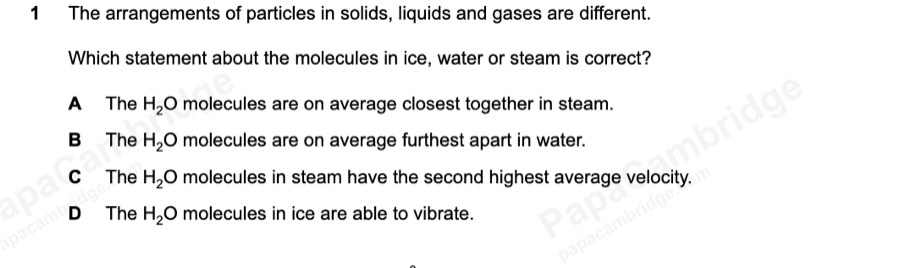 1 The arrangements of particles in solids, liquids and gases are different.
Which statement about the molecules in ice, water or steam is correct?
A The H₂O molecules are on average closest together in steam.
B The H₂O molecules are on average furthest apart in water.
C The H₂O molecules in steam have the second highest average velocity.
D The H₂O molecules in ice are able to vibrate.
PapaCambridge
papacambridge.com